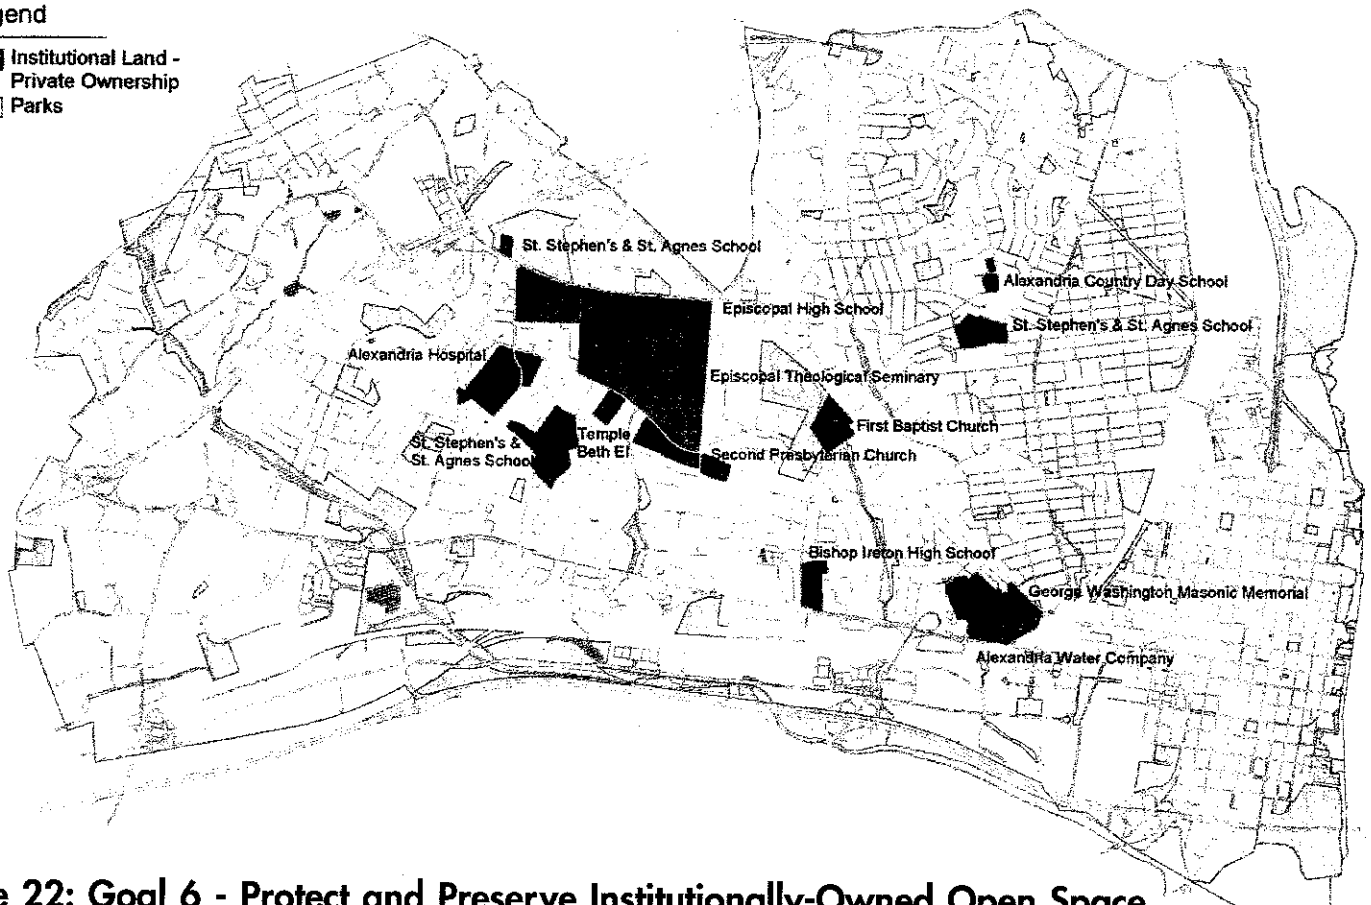 gend
Institutional Land -
Private Ownership
Parks
St. Stephen's & St. Agnes School
Episcopal High School
Alexandria Country Day School
St. Stephen's & St. Agnes School
Alexandria Hospital
Episcopal Theological Seminary
First Baptist Church
St. Stephen's &
St. Agnes School
Temple
Beth El
Second Presbyterian Church
Bishop Ireton High School
George Washington Masonic Memorial
Alexandria Water Company
e 22: Goal 6 - Protect and Preserve Institutionally-Owned Open Space